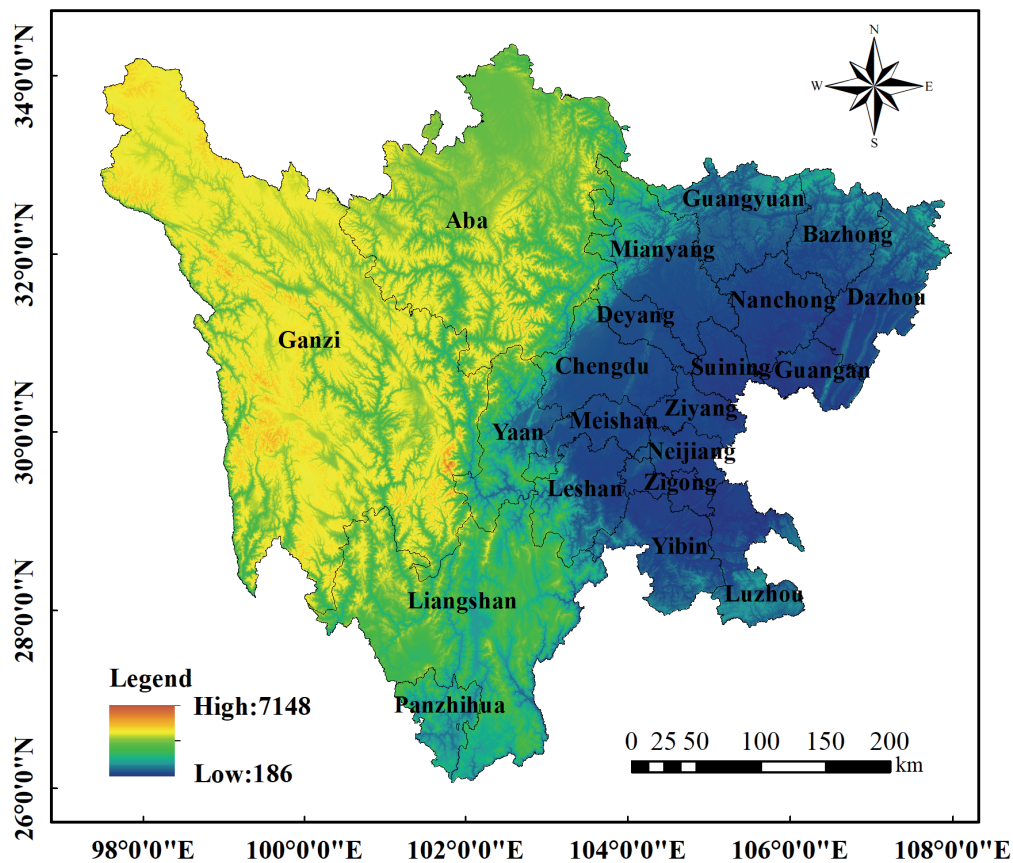 N
W E
S
34°0'0"N
32°0'0"N
30°0'0"N
28°0'0"N
26°0'0"N
Guangyuan
Aba
Bazhong
Mianyang
Nanchong
Dazhou
Deyang
Ganzi
Chengdu
Suining
Guangan
Ziyang
Meishan
Yaan
Neijiang
Leshan
Zigong
Yibin
Luzhou
Liangshan
Panzhihua
Legend
High:7148
Low:186
0 25 50 100 150 200
km
98°0'0"E 100°0'0"E 102°0'0"E 104°0'0"E 106°0'0"E 108°0'0"E